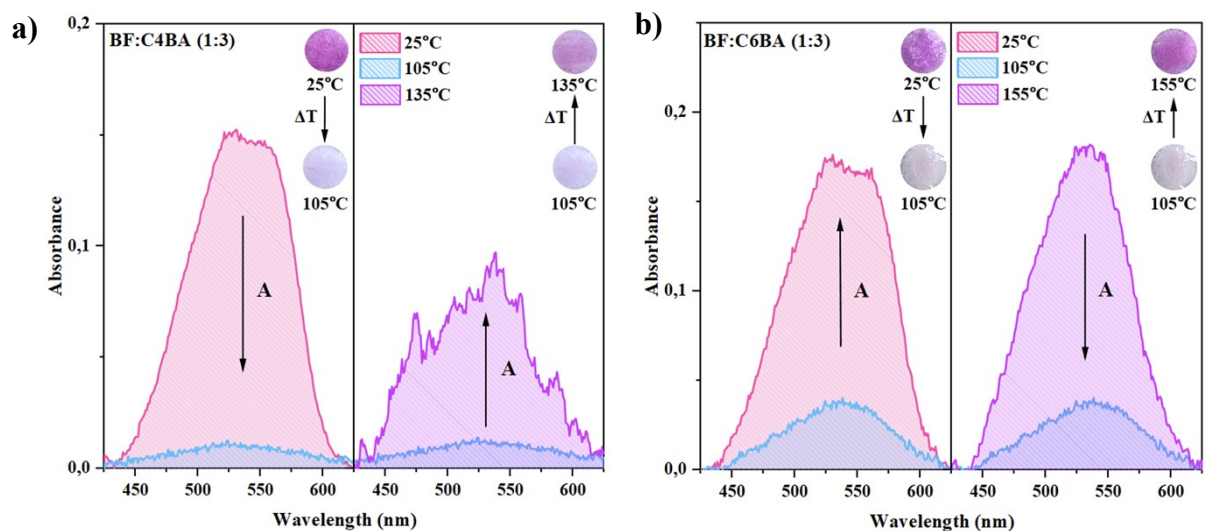 a)
BF:C4BA (1:3)
25°C
ΔT
105°C
A
25°C
105°C
135°C
135°C
ΔT
105°C
A
0,2
0,1
0,0
Absorbance
450 500 550 600 450 500 550 600
Wavelength (nm)
b)
BF:C6BA (1:3)
25°C
ΔT
105°C
A
25°C
105°C
155°C
155°C
ΔT
105°C
A
0,2
0,1
0,0
Absorbance
450 500 550 600 450 500 550 600
Wavelength (nm)